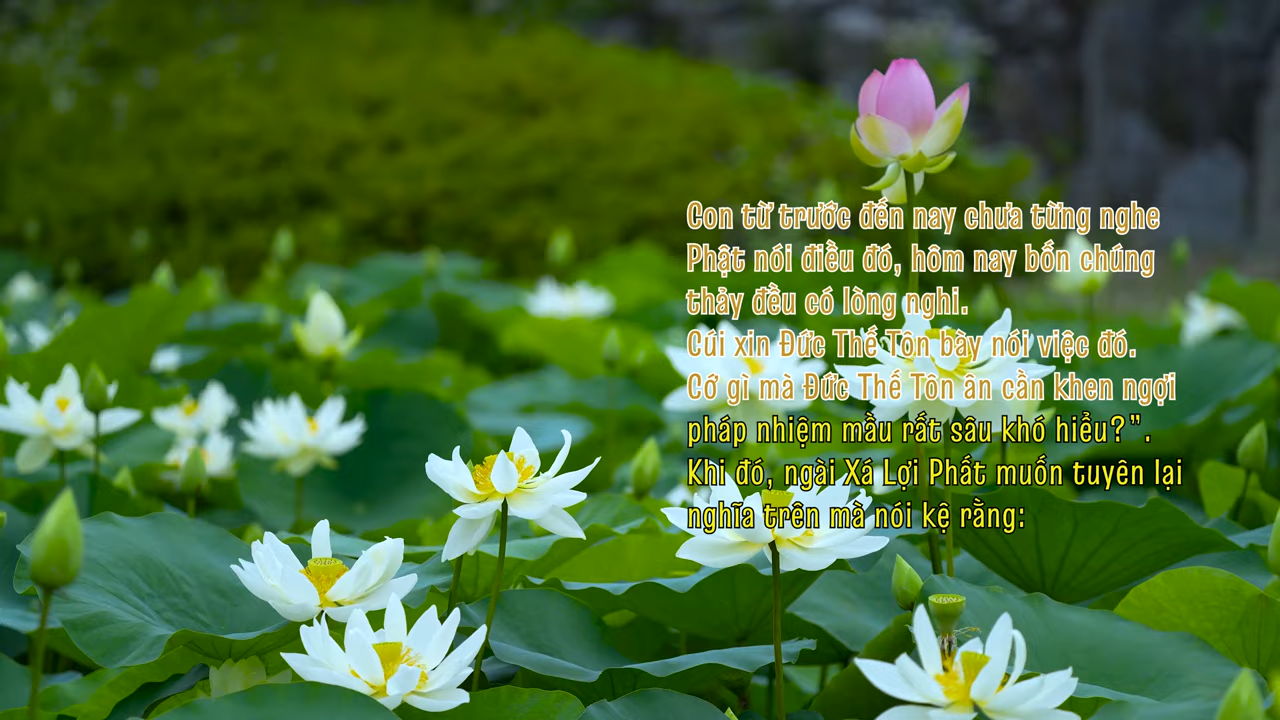 Con từ trước đến nay chưa từng nghe
Phật nói điều đó, hôm nay bốn chúng
thảy đều có lòng nghi.
Cúi xin Đức Thế Tôn bày nói việc đó.
Cớ gì mà Đức Thế Tôn ân cần khen ngợi
pháp nhiệm mầu rất sâu khó hiểu?”.
Khi đó, ngài Xá Lợi Phất muốn tuyên lại
nghĩa trên mà nói kệ rằng: